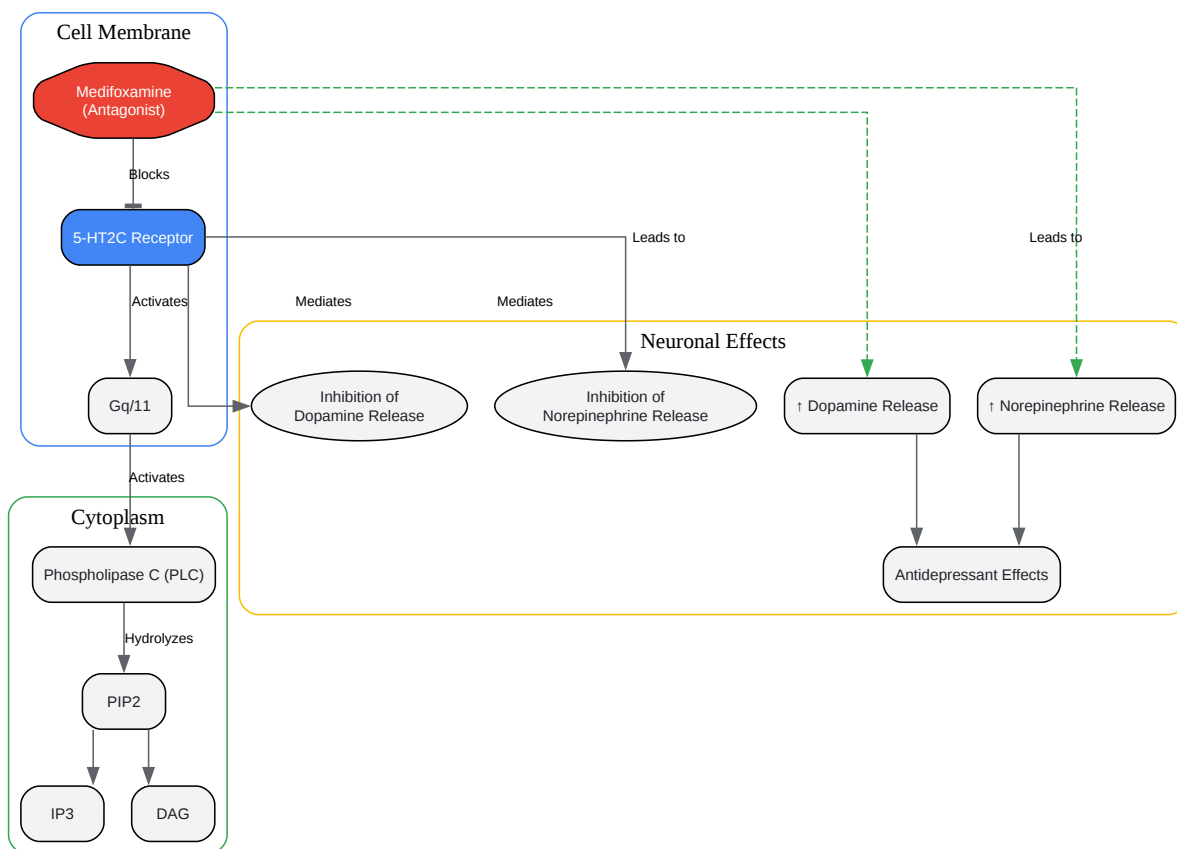 Cell Membrane
Medifoxamine
(Antagonist)
Blocks
5-HT2C Receptor
Leads to
Leads to
Activates
Mediates
Mediates
Neuronal Effects
Gq/11
Inhibition of
Dopamine Release
Inhibition of
Norepinephrine Release
↑ Dopamine Release
↑ Norepinephrine Release
Activates
Cytoplasm
Phospholipase C (PLC)
Antidepressant Effects
Hydrolyzes
PIP2
IP3
DAG